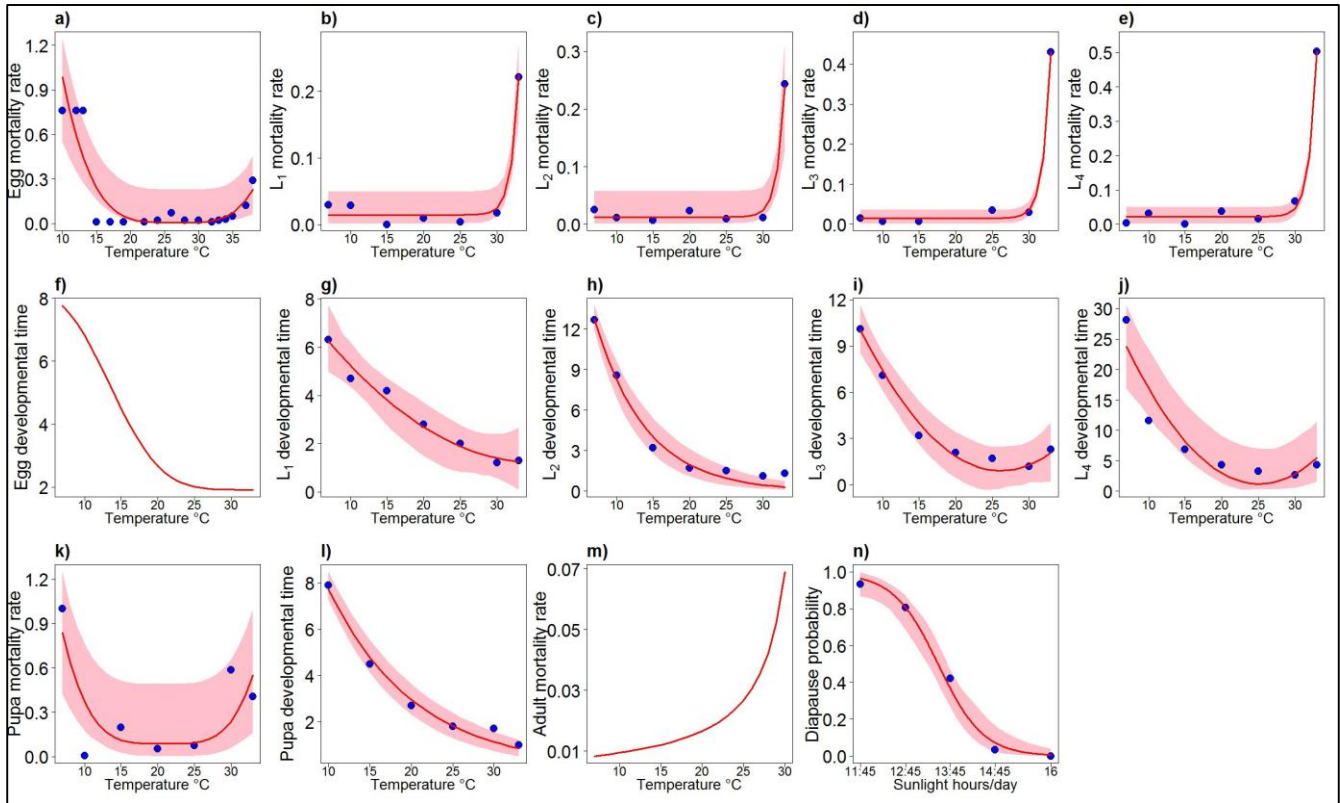 a) b) c) d) e)
Egg mortality rate
1.2
0.9
0.6
0.3
0.0
10 15 20 25 30 35
Temperature °C
L1 mortality rate
0.2
0.1
0.0
10 15 20 25 30
Temperature °C
L2 mortality rate
0.3
0.2
0.1
0.0
10 15 20 25 30
Temperature °C
L3 mortality rate
0.4
0.3
0.2
0.1
0.0
10 15 20 25 30
Temperature °C
L4 mortality rate
0.5
0.4
0.3
0.2
0.1
0.0
10 15 20 25 30
Temperature °C
f) g) h) i) j)
Egg developmental time
8
6
4
2
10 15 20 25 30
Temperature °C
L1 developmental time
8
6
4
2
0
10 15 20 25 30
Temperature °C
L2 developmental time
12
9
6
3
0
10 15 20 25 30
Temperature °C
L3 developmental time
12
9
6
3
0
10 15 20 25 30
Temperature °C
L4 developmental time
30
25
20
15
10
5
0
10 15 20 25 30
Temperature °C
k) l) m) n)
Pupa mortality rate
1.2
0.9
0.6
0.3
0.0
10 15 20 25 30
Temperature °C
Pupa developmental time
8
6
4
2
10 15 20 25 30
Temperature °C
Adult mortality rate
0.07
0.05
0.03
0.01
10 15 20 25 30
Temperature °C
Diapause probability
1.0
0.8
0.6
0.4
0.2
0.0
11:45 12:45 13:45 14:45 16
Sunlight hours/day